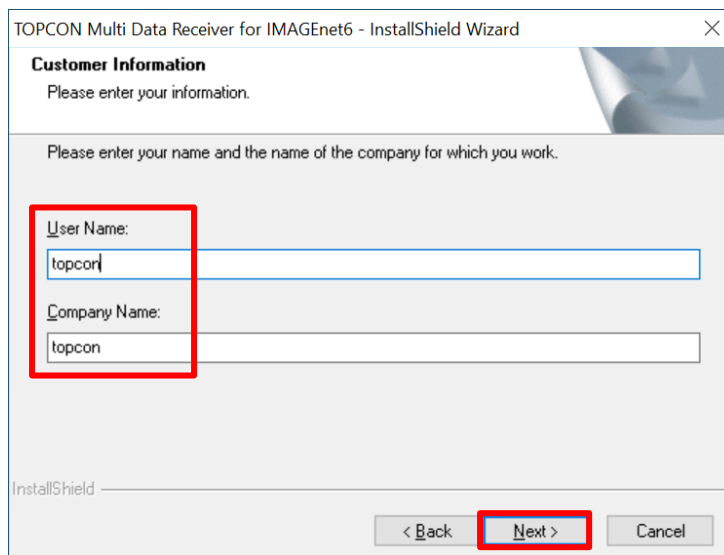 TOPCON Multi Data Receiver for IMAGEnet6 - InstallShield Wizard
Customer Information
Please enter your information.
Please enter your name and the name of the company for which you work.
User Name:
topcon
Company Name:
topcon
InstallShield
< Back Next > Cancel